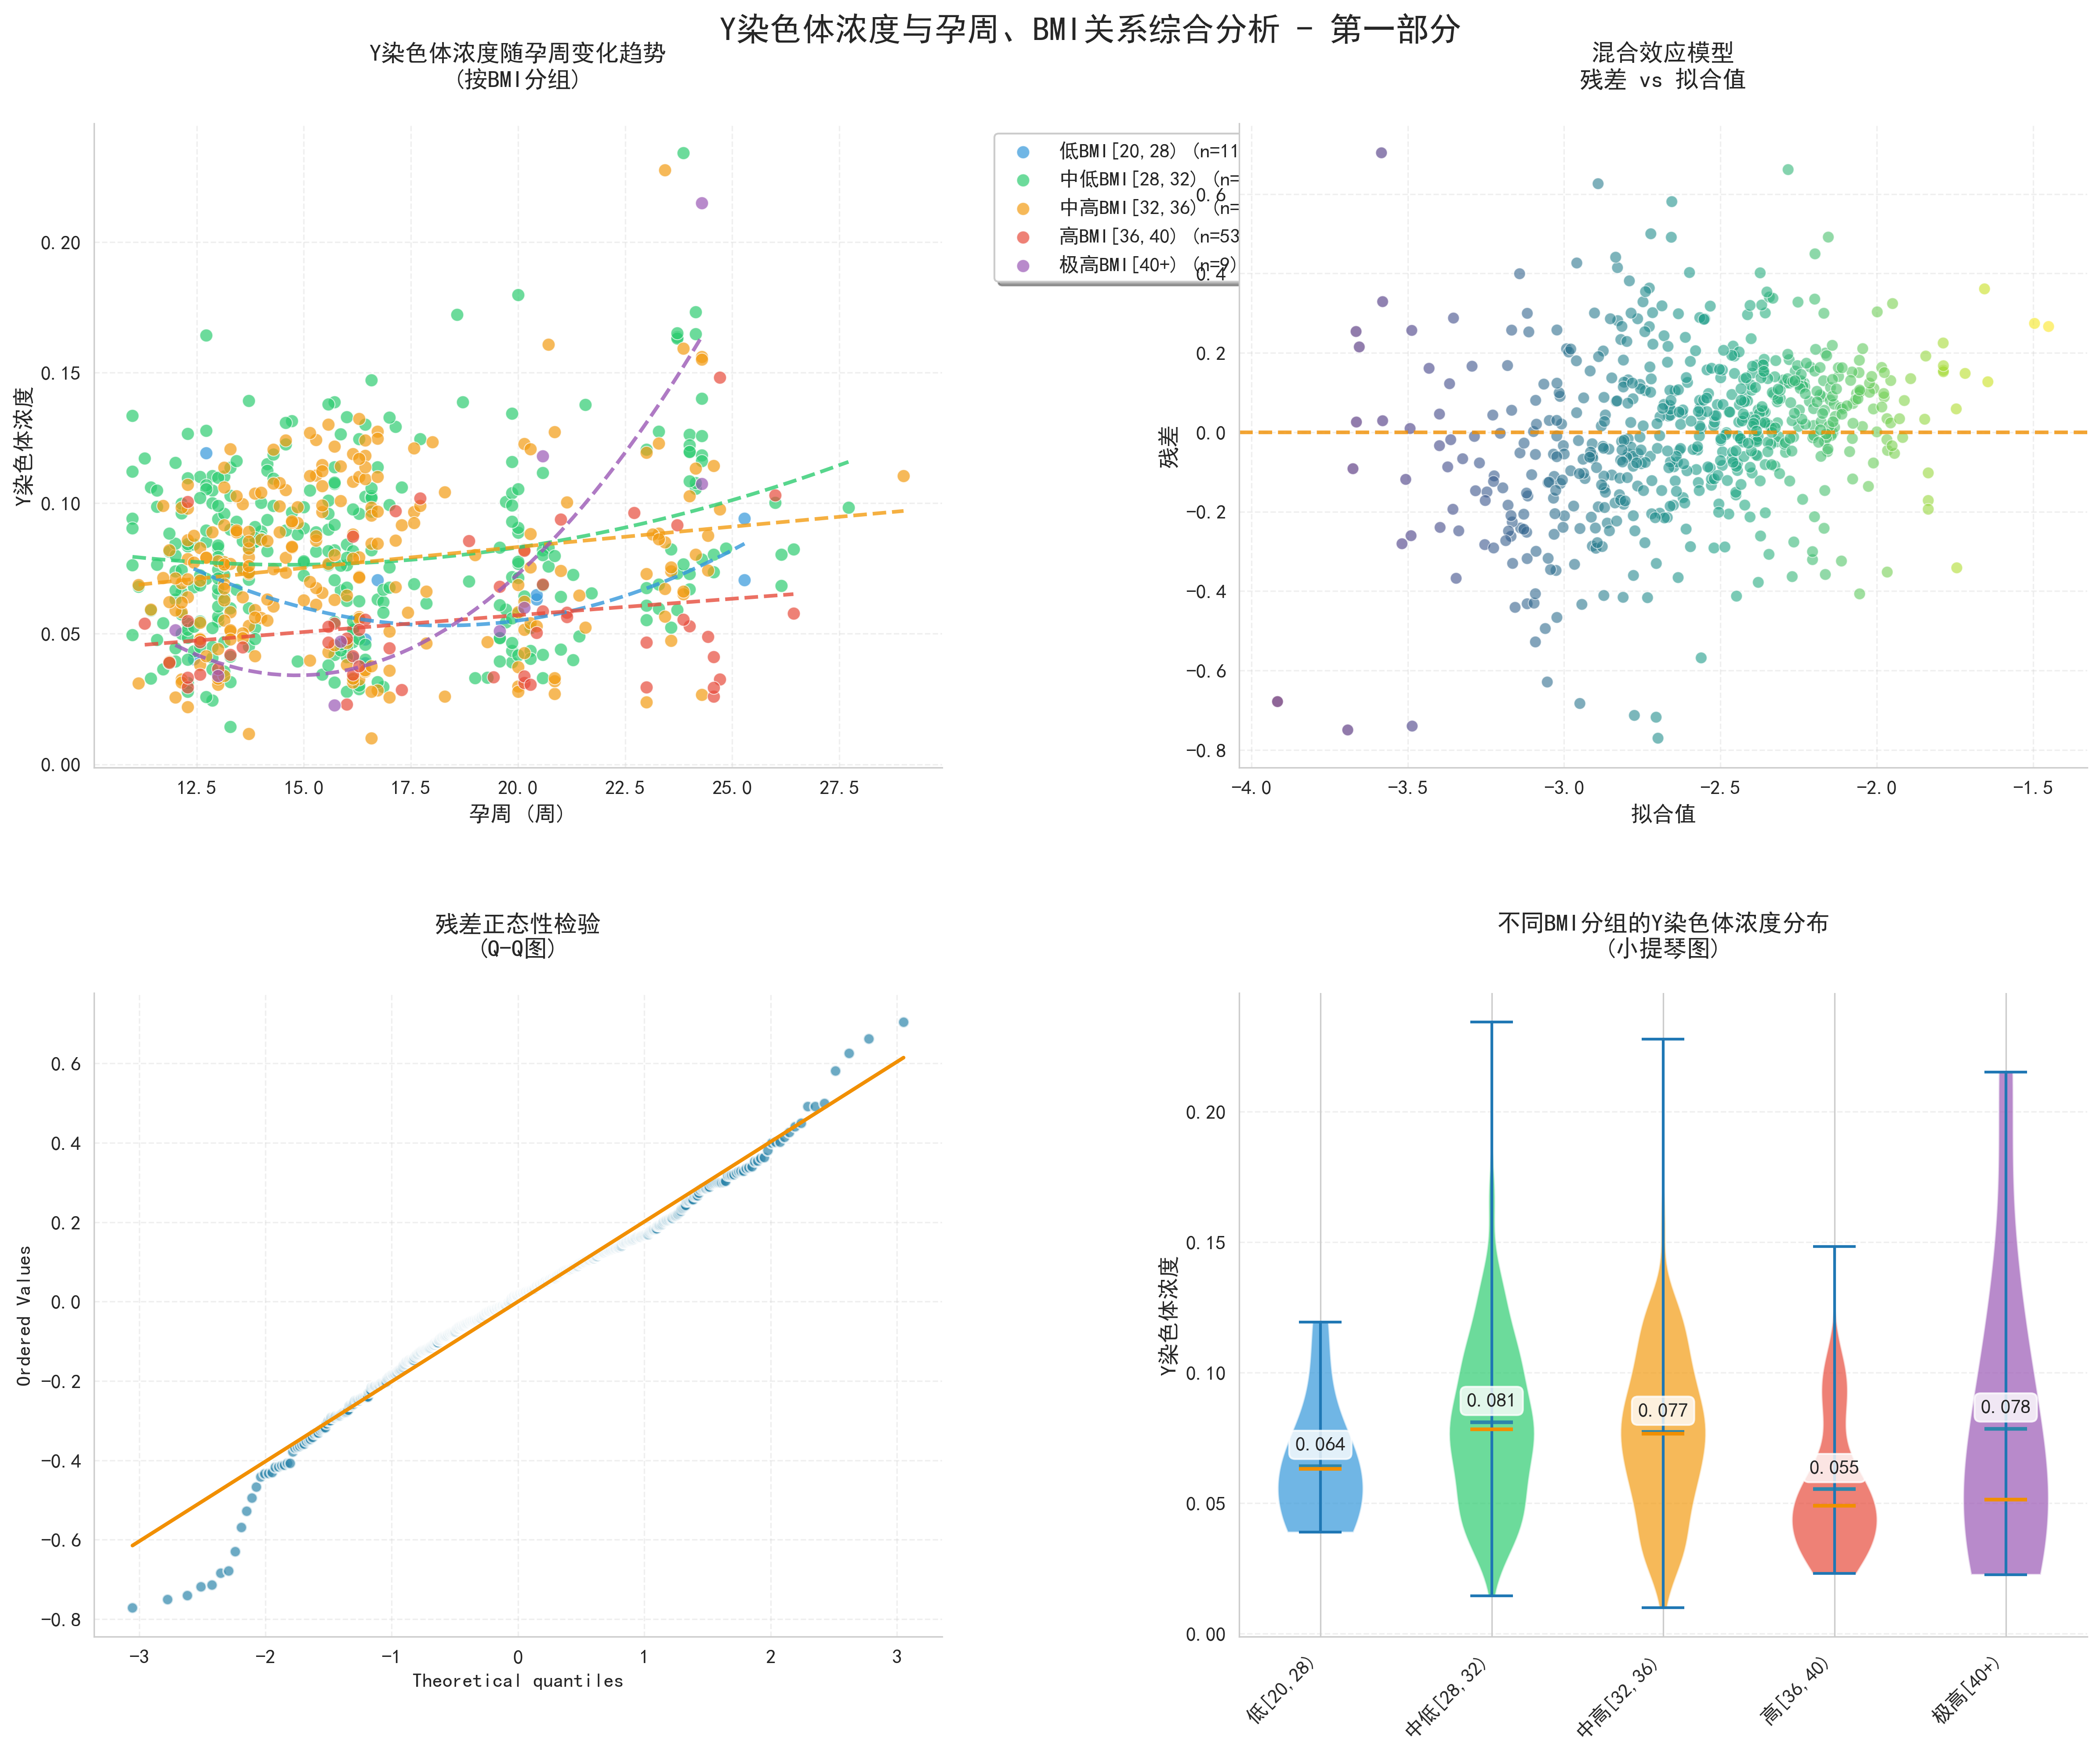 Y染色体浓度与孕周、BMI关系综合分析 - 第一部分
Y染色体浓度随孕周变化趋势
(按BMI分组)
Y染色体浓度
0.20
0.15
0.10
0.05
0.00
12.5 15.0 17.5 20.0 22.5 25.0 27.5
孕周 (周)
低BMI[20,28) (n=11
中低BMI[28,32) (n=
中高BMI[32,36) (n=
高BMI[36,40) (n=53
极高BMI[40+) (n=9)
混合效应模型
残差 vs 拟合值
残差
0.6
0.4
0.2
0.0
−0.2
−0.4
−0.6
−0.8
−4.0 −3.5 −3.0 −2.5 −2.0 −1.5
拟合值
残差正态性检验
(Q-Q图)
Ordered Values
0.6
0.4
0.2
0.0
−0.2
−0.4
−0.6
−0.8
−3 −2 −1 0 1 2 3
Theoretical quantiles
不同BMI分组的Y染色体浓度分布
(小提琴图)
Y染色体浓度
0.20
0.15
0.10
0.05
0.00
0.064
0.081
0.077
0.055
0.078
低[20,28)
中低[28,32)
中高[32,36)
高[36,40)
极高[40+)